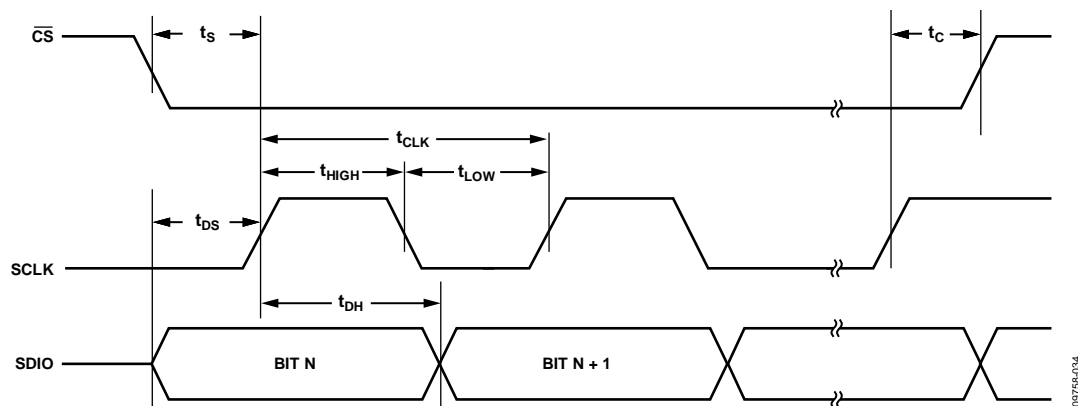 CS
tS
tC
tCLK
tHIGH
tLOW
tDS
SCLK
tDH
SDIO
BIT N
BIT N + 1
09758-034